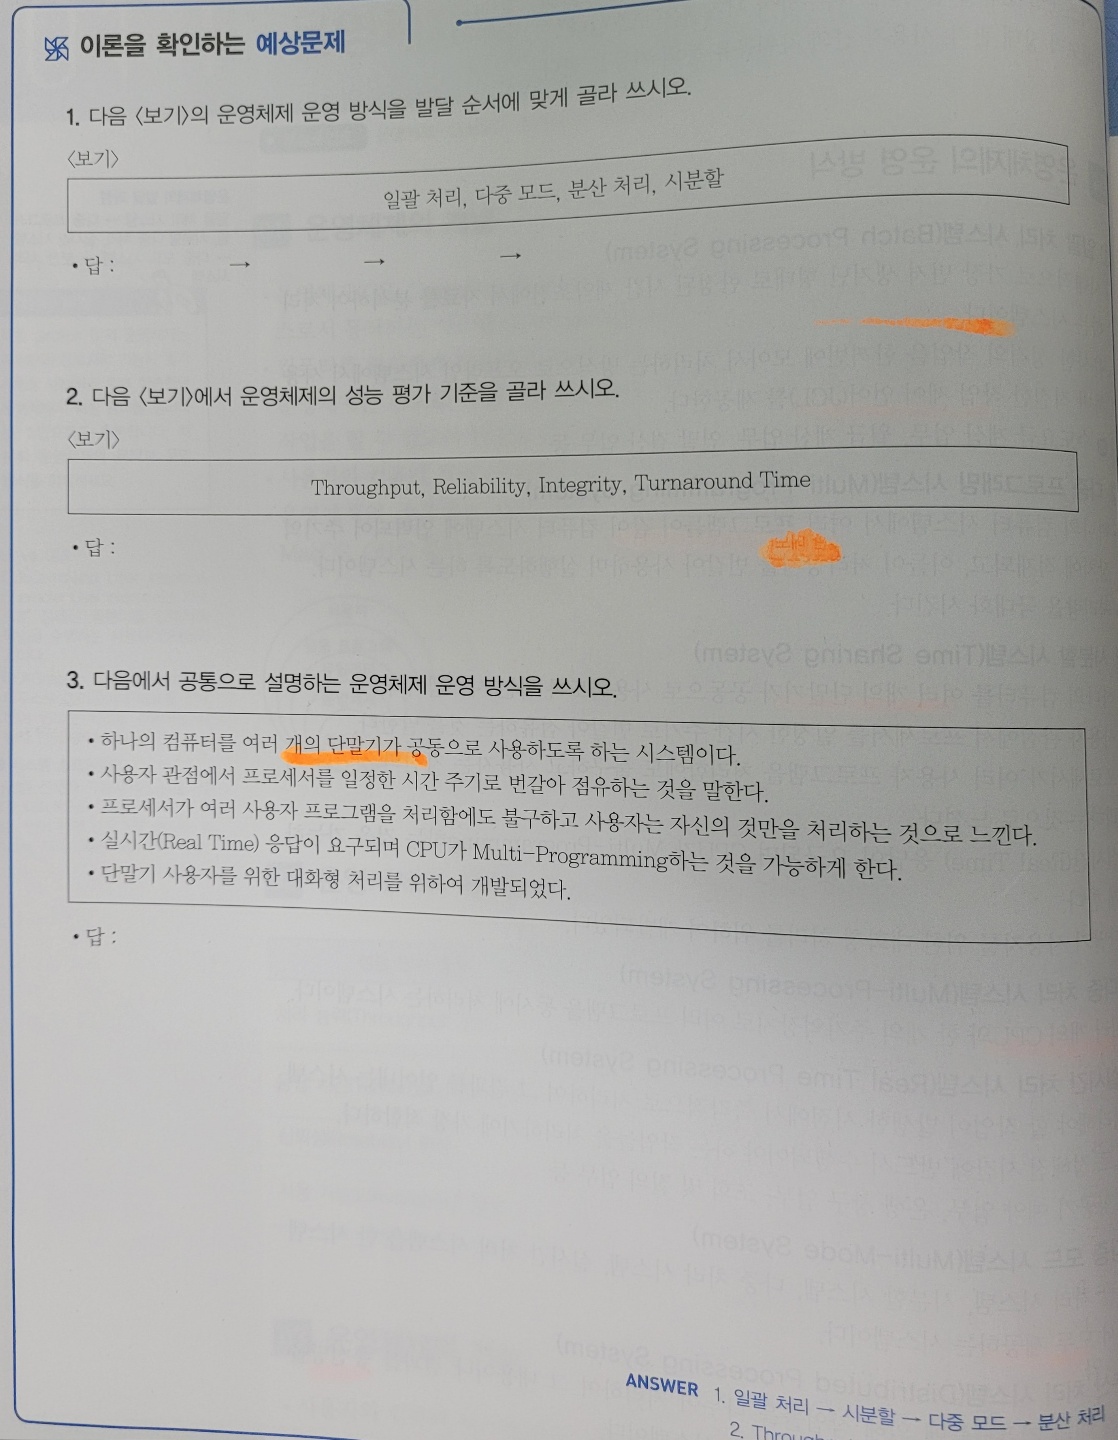 이론을 확인하는 예상문제
1. 다음 〈보기〉의 운영체제 운영 방식을 발달 순서에 맞게 골라 쓰시오.
〈보기〉
일괄 처리, 다중 모드, 분산 처리, 시분할
• 답 : → → →
2. 다음 〈보기〉에서 운영체제의 성능 평가 기준을 골라 쓰시오.
〈보기〉
Throughput, Reliability, Integrity, Turnaround Time
• 답 :
3. 다음에서 공통으로 설명하는 운영체제 운영 방식을 쓰시오.
• 하나의 컴퓨터를 여러 개의 단말기가 공동으로 사용하도록 하는 시스템이다.
• 사용자 관점에서 프로세서를 일정한 시간 주기로 번갈아 점유하는 것을 말한다.
• 프로세서가 여러 사용자 프로그램을 처리함에도 불구하고 사용자는 자신의 것만을 처리하는 것으로 느낀다.
• 실시간(Real Time) 응답이 요구되며 CPU가 Multi-Programming하는 것을 가능하게 한다.
• 단말기 사용자를 위한 대화형 처리를 위하여 개발되었다.
• 답 :
ANSWER 1. 일괄 처리 → 시분할 → 다중 모드 → 분산 처리
2.